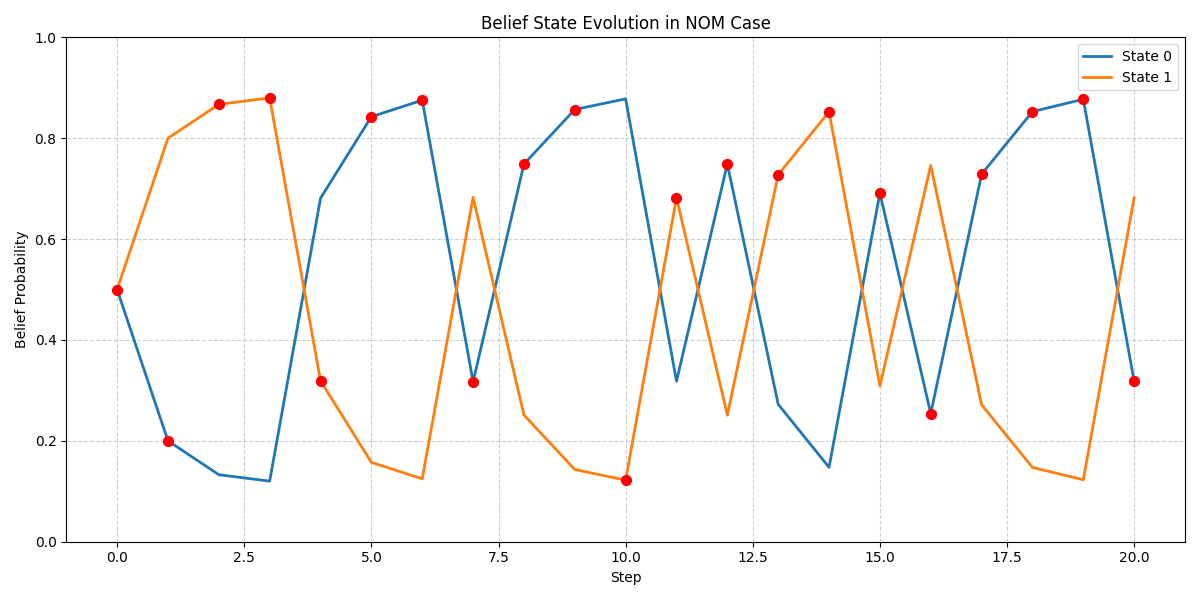 Belief State Evolution in NOM Case
State 0
State 1
Belief Probability
1.0
0.8
0.6
0.4
0.2
0.0
0.0 2.5 5.0 7.5 10.0 12.5 15.0 17.5 20.0
Step